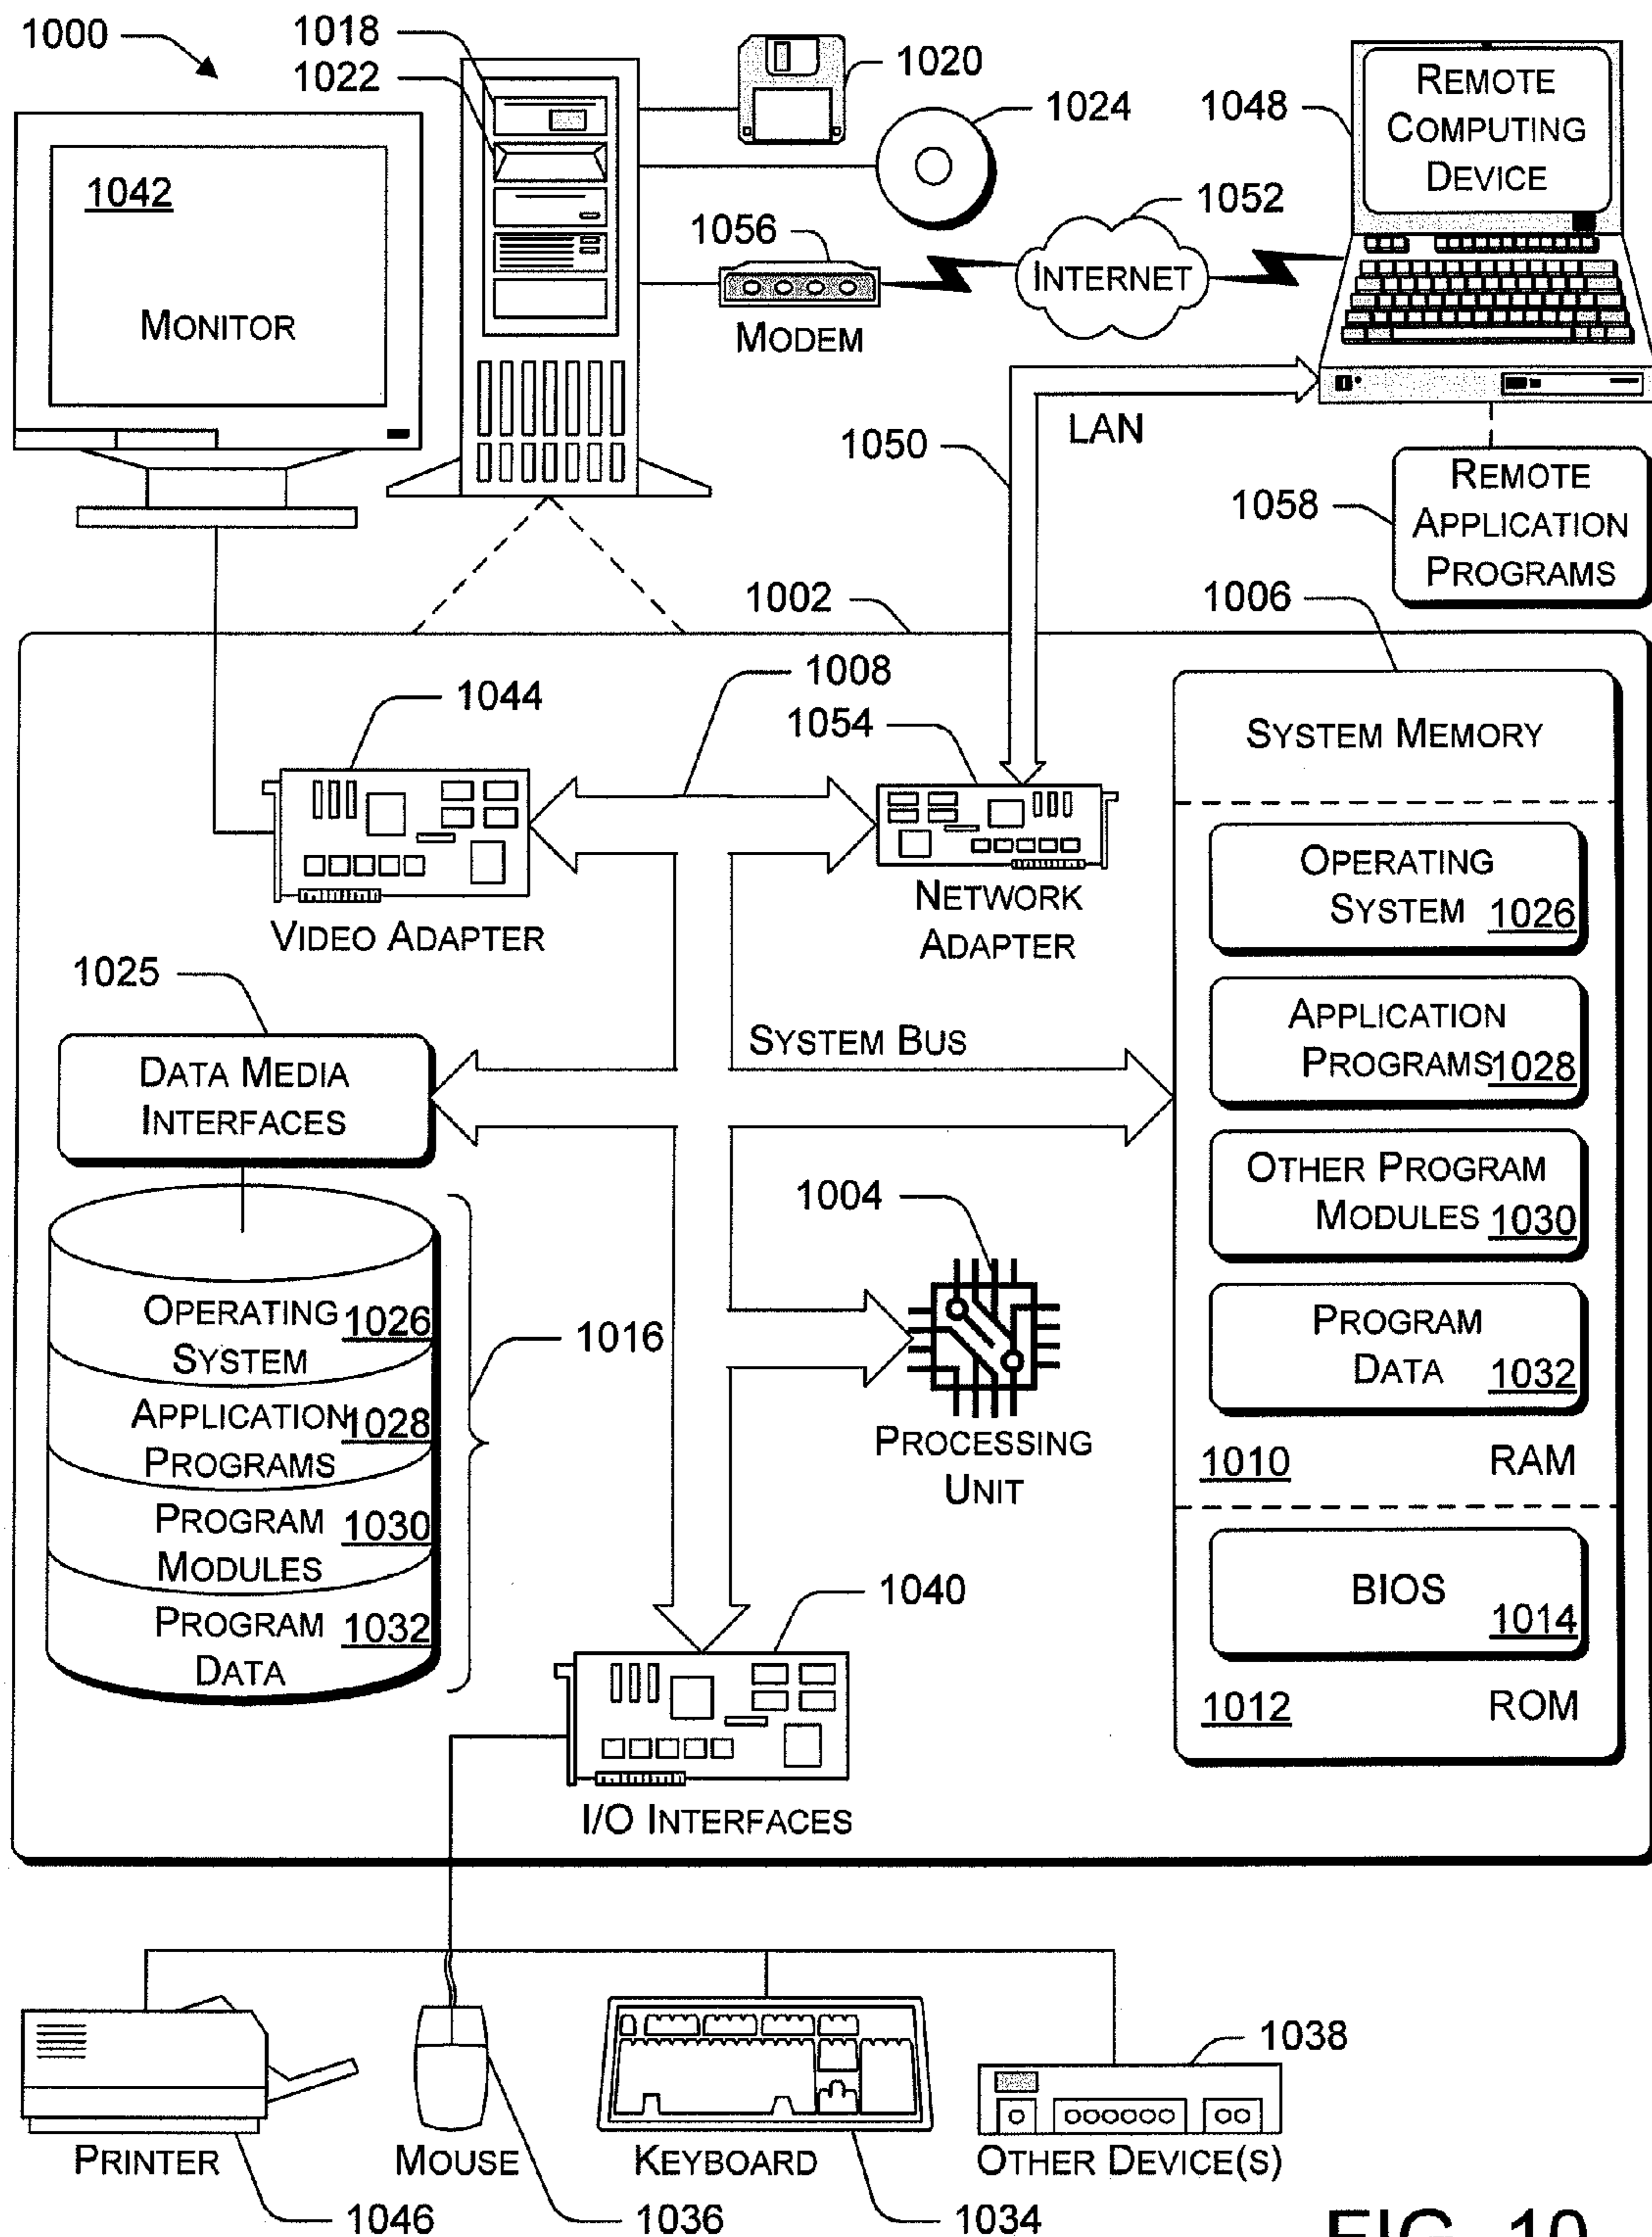 1000
1018
1022
1020
1024
1048
REMOTE
COMPUTING
DEVICE
1042
MONITOR
1056
MODEM
1052
INTERNET
LAN
1050
1058
REMOTE
APPLICATION
PROGRAMS
1002
1006
1008
1044
1054
VIDEO ADAPTER
NETWORK
ADAPTER
SYSTEM MEMORY
OPERATING
SYSTEM 1026
APPLICATION
PROGRAMS 1028
OTHER PROGRAM
MODULES 1030
PROGRAM
DATA 1032
1010 RAM
BIOS
1014
1012 ROM
1025
DATA MEDIA
INTERFACES
SYSTEM BUS
1004
PROCESSING
UNIT
OPERATING 1026
SYSTEM
APPLICATION 1028
PROGRAMS
PROGRAM 1030
MODULES
PROGRAM 1032
DATA
1016
1040
I/O INTERFACES
1038
PRINTER
MOUSE
KEYBOARD
OTHER DEVICE(S)
1046
1036
1034
FIG. 10